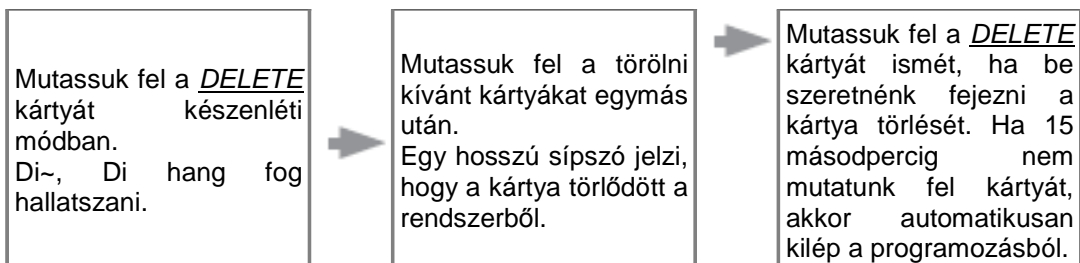 Mutassuk fel a DELETE
kártyát készenléti
módban.
Di~, Di hang fog
hallatszani.
Mutassuk fel a törölni
kívánt kártyákat egymás
után.
Egy hosszú sípszó jelzi,
hogy a kártya törlődött a
rendszerből.
Mutassuk fel a DELETE
kártyát ismét, ha be
szeretnénk fejezni a
kártya törlését. Ha 15
másodpercig nem
mutatunk fel kártyát,
akkor automatikusan
kilép a programozásból.